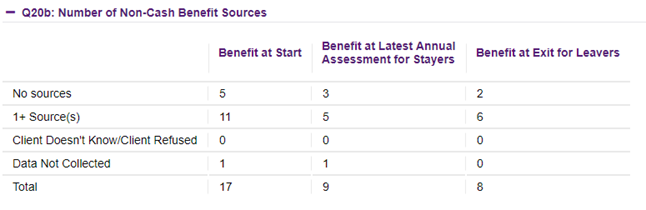 Q20b: Number of Non-Cash Benefit Sources
Benefit at Start Benefit at Latest Annual Assessment for Stayers Benefit at Exit for Leavers
No sources 5 3 2
1+ Source(s) 11 5 6
Client Doesn't Know/Client Refused 0 0 0
Data Not Collected 1 1 0
Total 17 9 8